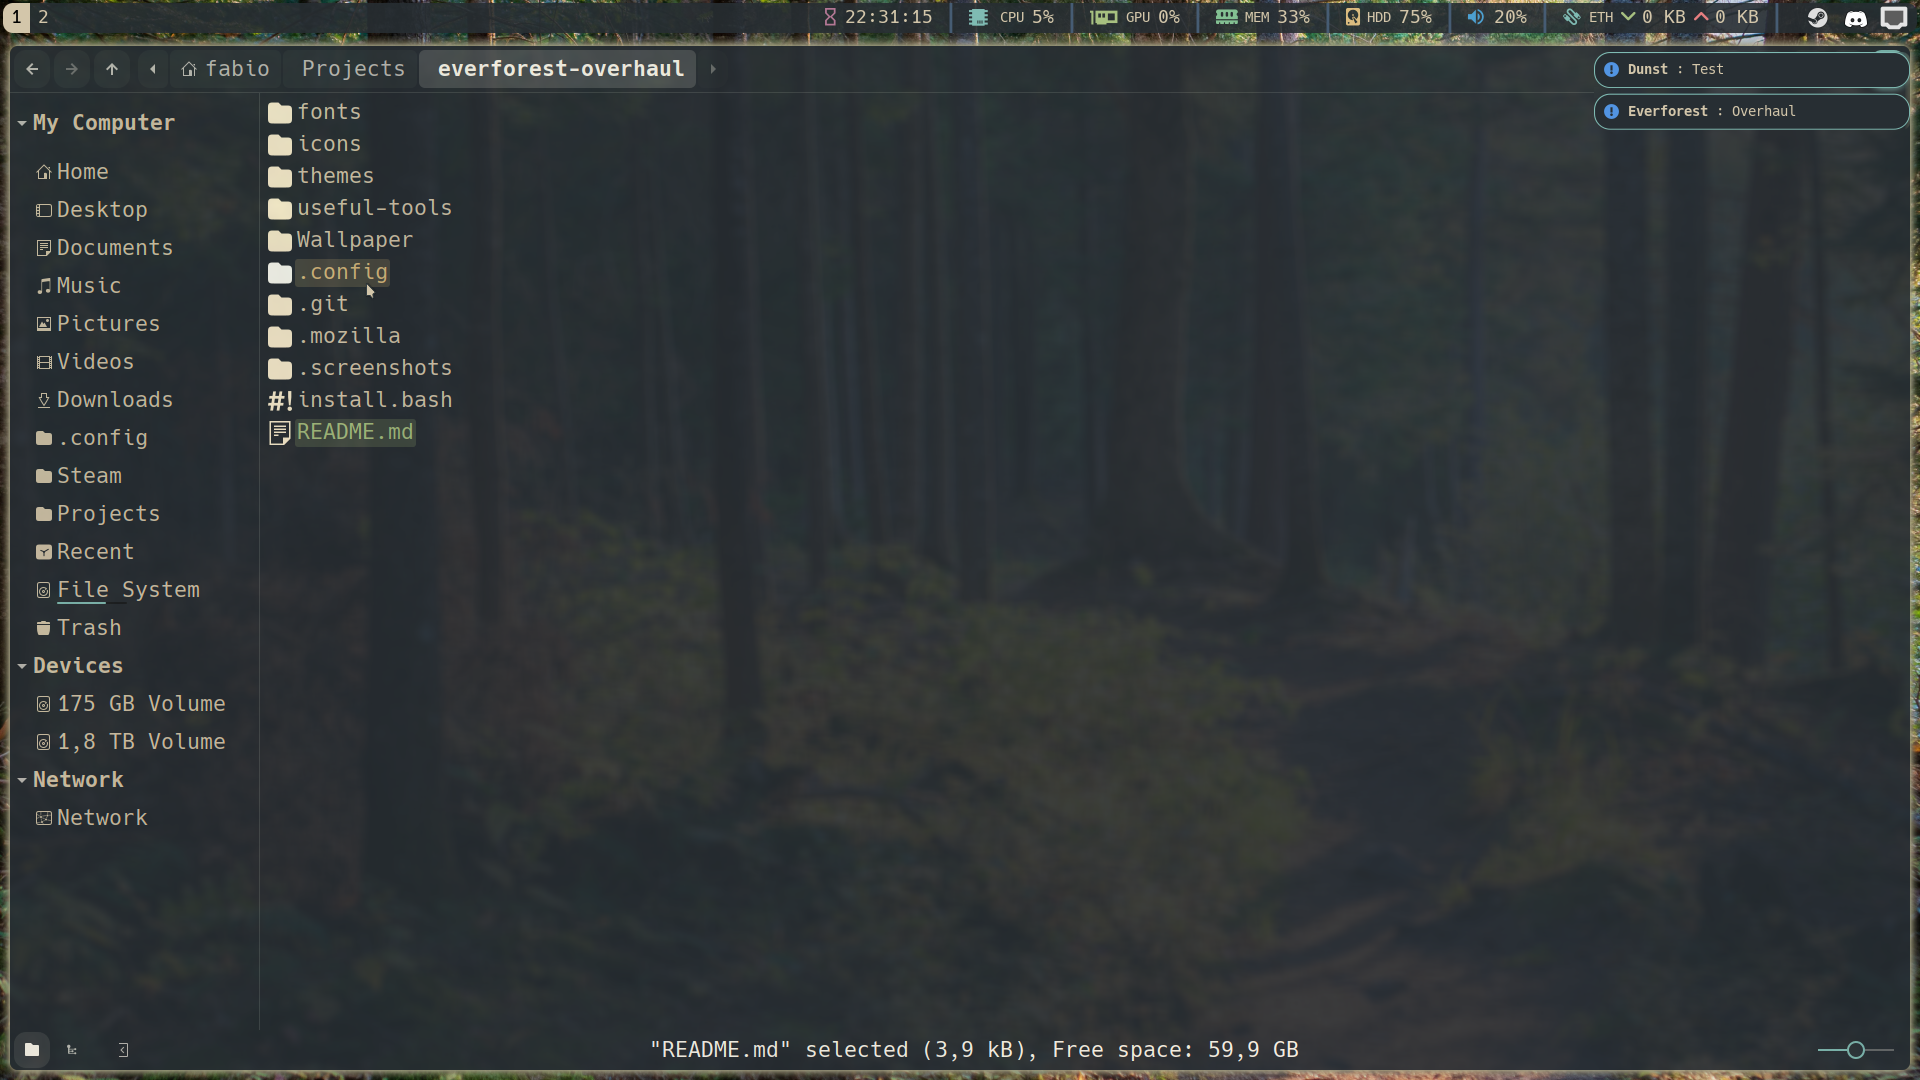 1 2 22:31:15 CPU 5% GPU 0% MEM 33% HDD 75% 20% ETH 0 KB 0 KB
fabio Projects everforest-overhaul
Dunst : Test
Everforest : Overhaul
My Computer
Home
Desktop
Documents
Music
Pictures
Videos
Downloads
.config
Steam
Projects
Recent
File System
Trash
Devices
175 GB Volume
1,8 TB Volume
Network
Network
fonts
icons
themes
useful-tools
Wallpaper
.config
.git
.mozilla
.screenshots
#! install.bash
README.md
"README.md" selected (3,9 kB), Free space: 59,9 GB